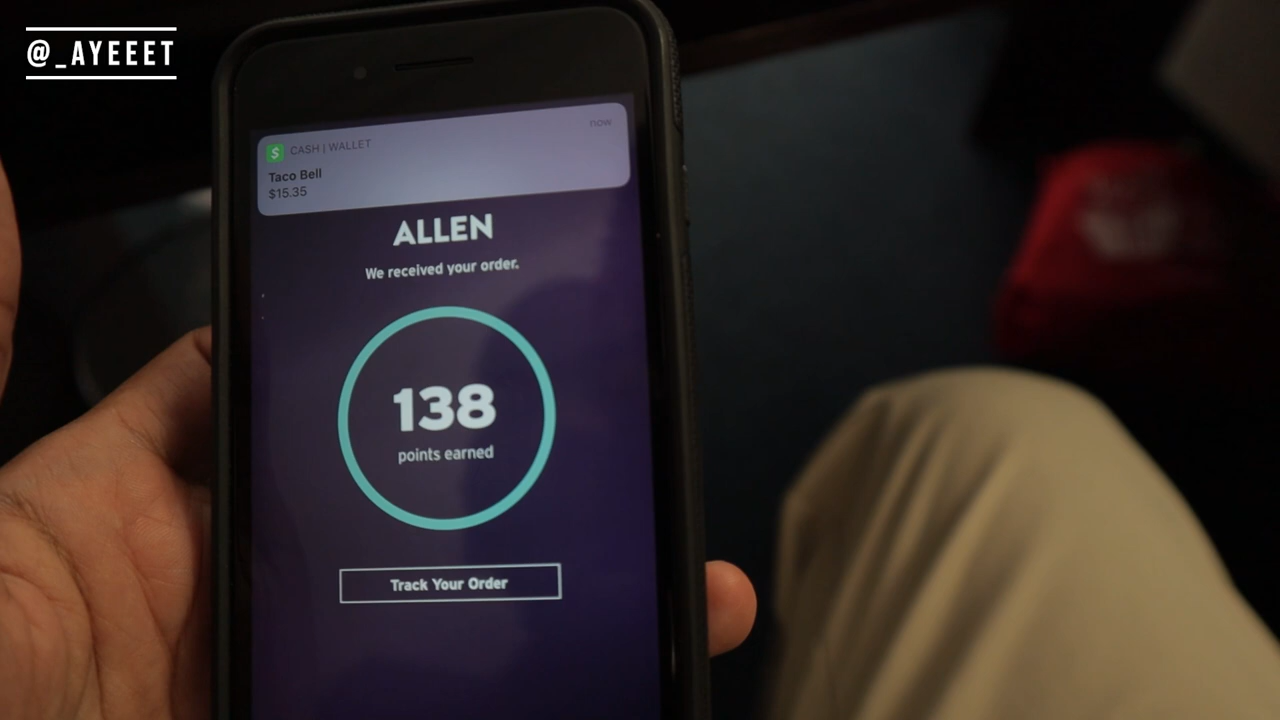 @_AYEEET
$ CASH | WALLET
now
Taco Bell
$15.35
ALLEN
We received your order.
138
points earned
Track Your Order